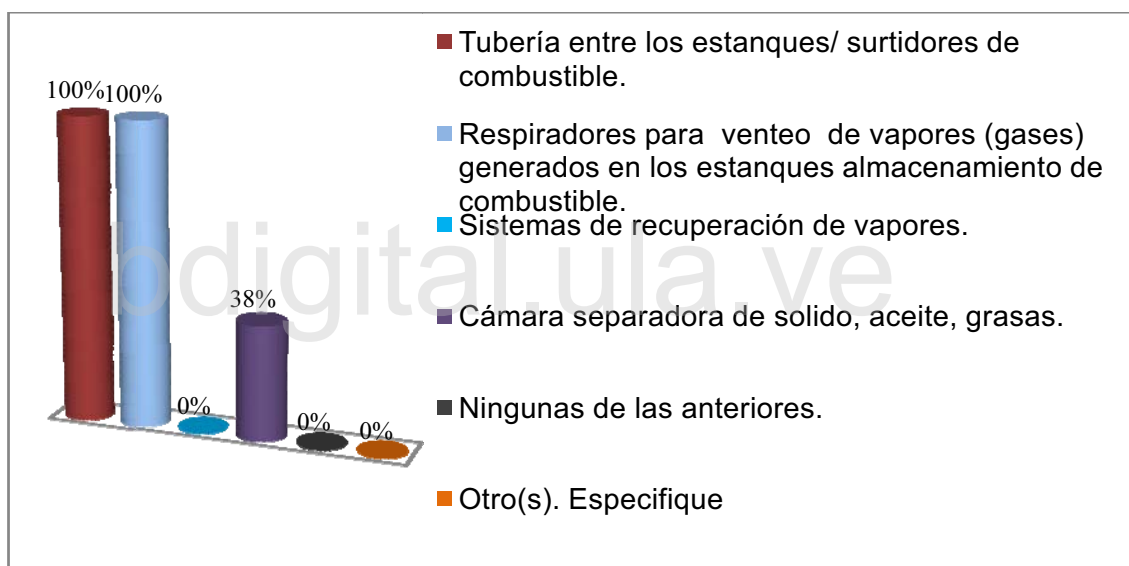 Tubería entre los estanques/ surtidores de
combustible.
100% 100%
Respiradores para venteo de vapores (gases)
generados en los estanques almacenamiento de
combustible.
Sistemas de recuperación de vapores.
bdigital.ula.ve
38%
Cámara separadora de solido, aceite, grasas.
0%
Ningunas de las anteriores.
0%
0%
Otro(s). Especifique